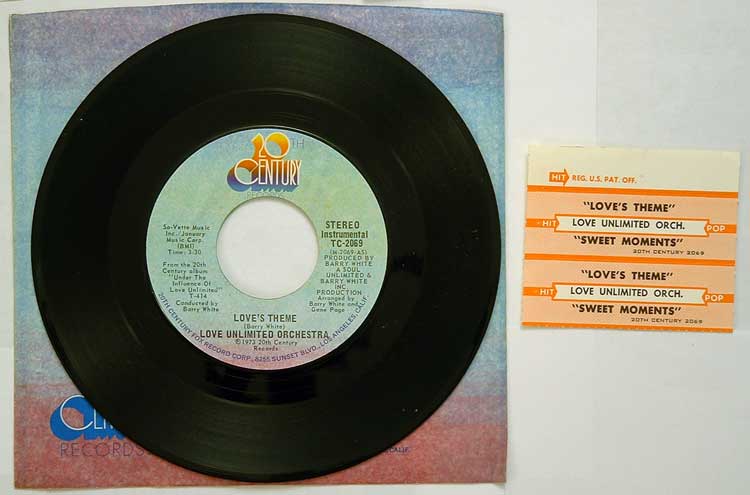 20TH
CENTURY
RECORDS
Sa-Vette Music
Inc./January
Music Corp.
(BMI)
Time: 3:30
From the 20th
Century album
"Under The
Influence Of
Love Unlimited"
T-414
Conducted by
Barry White
STEREO
Instrumental
TC-2069
(M-2069-AS)
PRODUCED BY
BARRY WHITE
A SOUL
UNLIMITED &
BARRY WHITE
INC.
PRODUCTION
Arranged by
Barry White and
Gene Page
LOVE'S THEME
(Barry White)
LOVE UNLIMITED ORCHESTRA
℗1973 20th Century
Records
20TH CENTURY FOX RECORD CORP., 8255 SUNSET BLVD., LOS ANGELES, CALIF.
RECORDS
CALIF.
HIT REG. U.S. PAT. OFF.
"LOVE'S THEME"
HIT LOVE UNLIMITED ORCH. POP
"SWEET MOMENTS"
20TH CENTURY 2069
"LOVE'S THEME"
HIT LOVE UNLIMITED ORCH. POP
"SWEET MOMENTS"
20TH CENTURY 2069